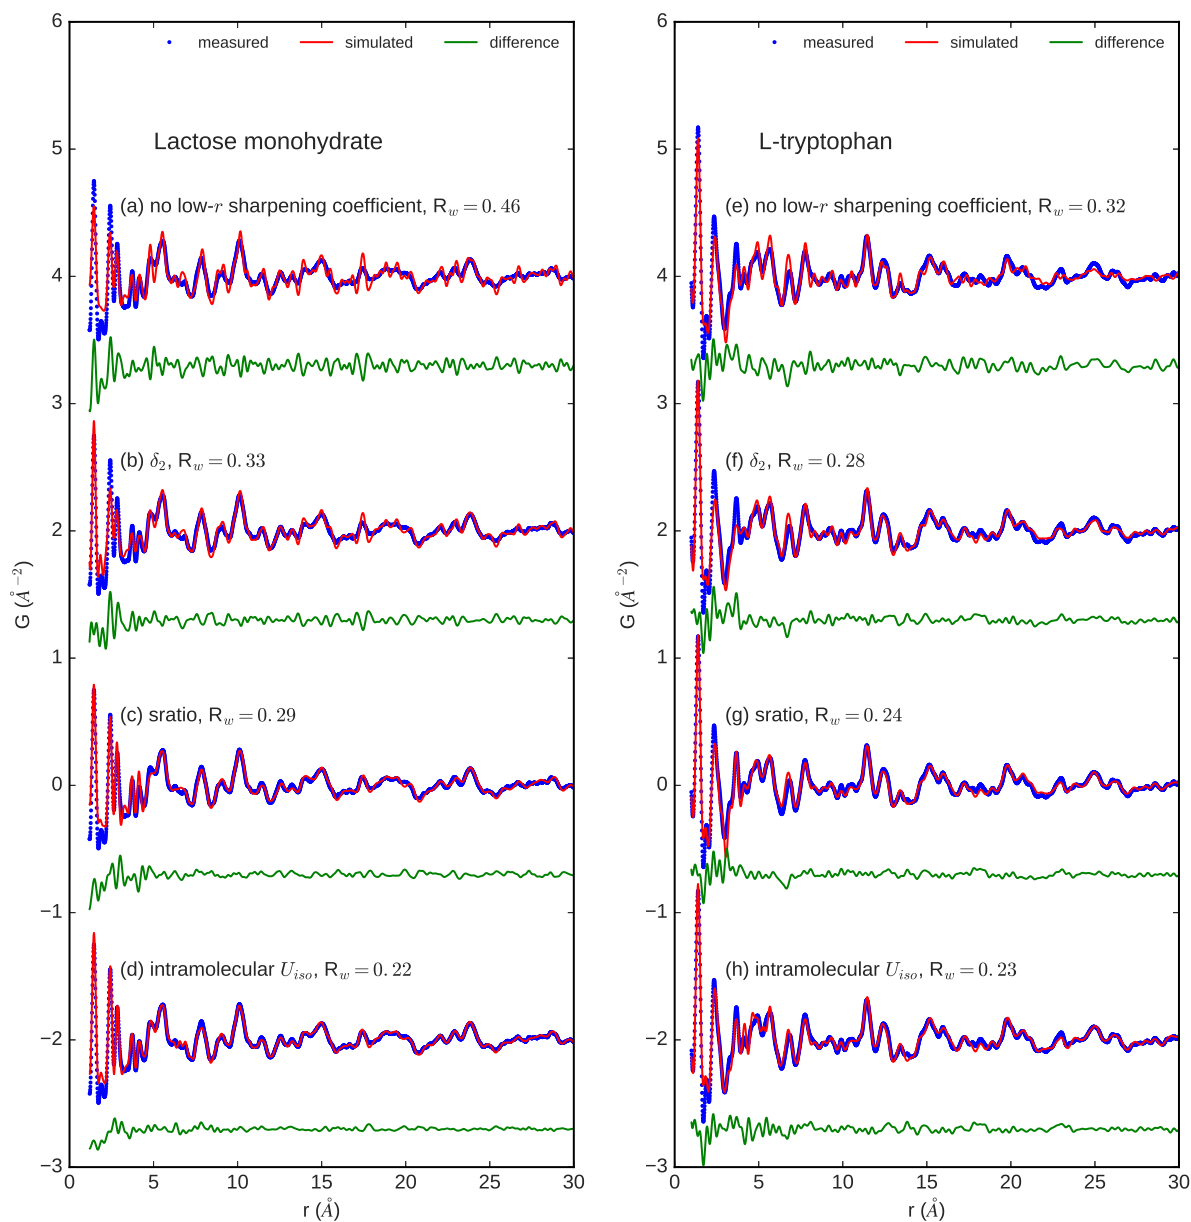 measured simulated difference
Lactose monohydrate
(a) no low-r sharpening coefficient, R_w = 0.46
(b) δ_2, R_w = 0.33
(c) sratio, R_w = 0.29
(d) intramolecular U_iso, R_w = 0.22
6
5
4
3
2
1
0
−1
−2
−3
0 5 10 15 20 25 30
r (Å)
G (Å^−2)
measured simulated difference
L-tryptophan
(e) no low-r sharpening coefficient, R_w = 0.32
(f) δ_2, R_w = 0.28
(g) sratio, R_w = 0.24
(h) intramolecular U_iso, R_w = 0.23
6
5
4
3
2
1
0
−1
−2
−3
0 5 10 15 20 25 30
r (Å)
G (Å^−2)